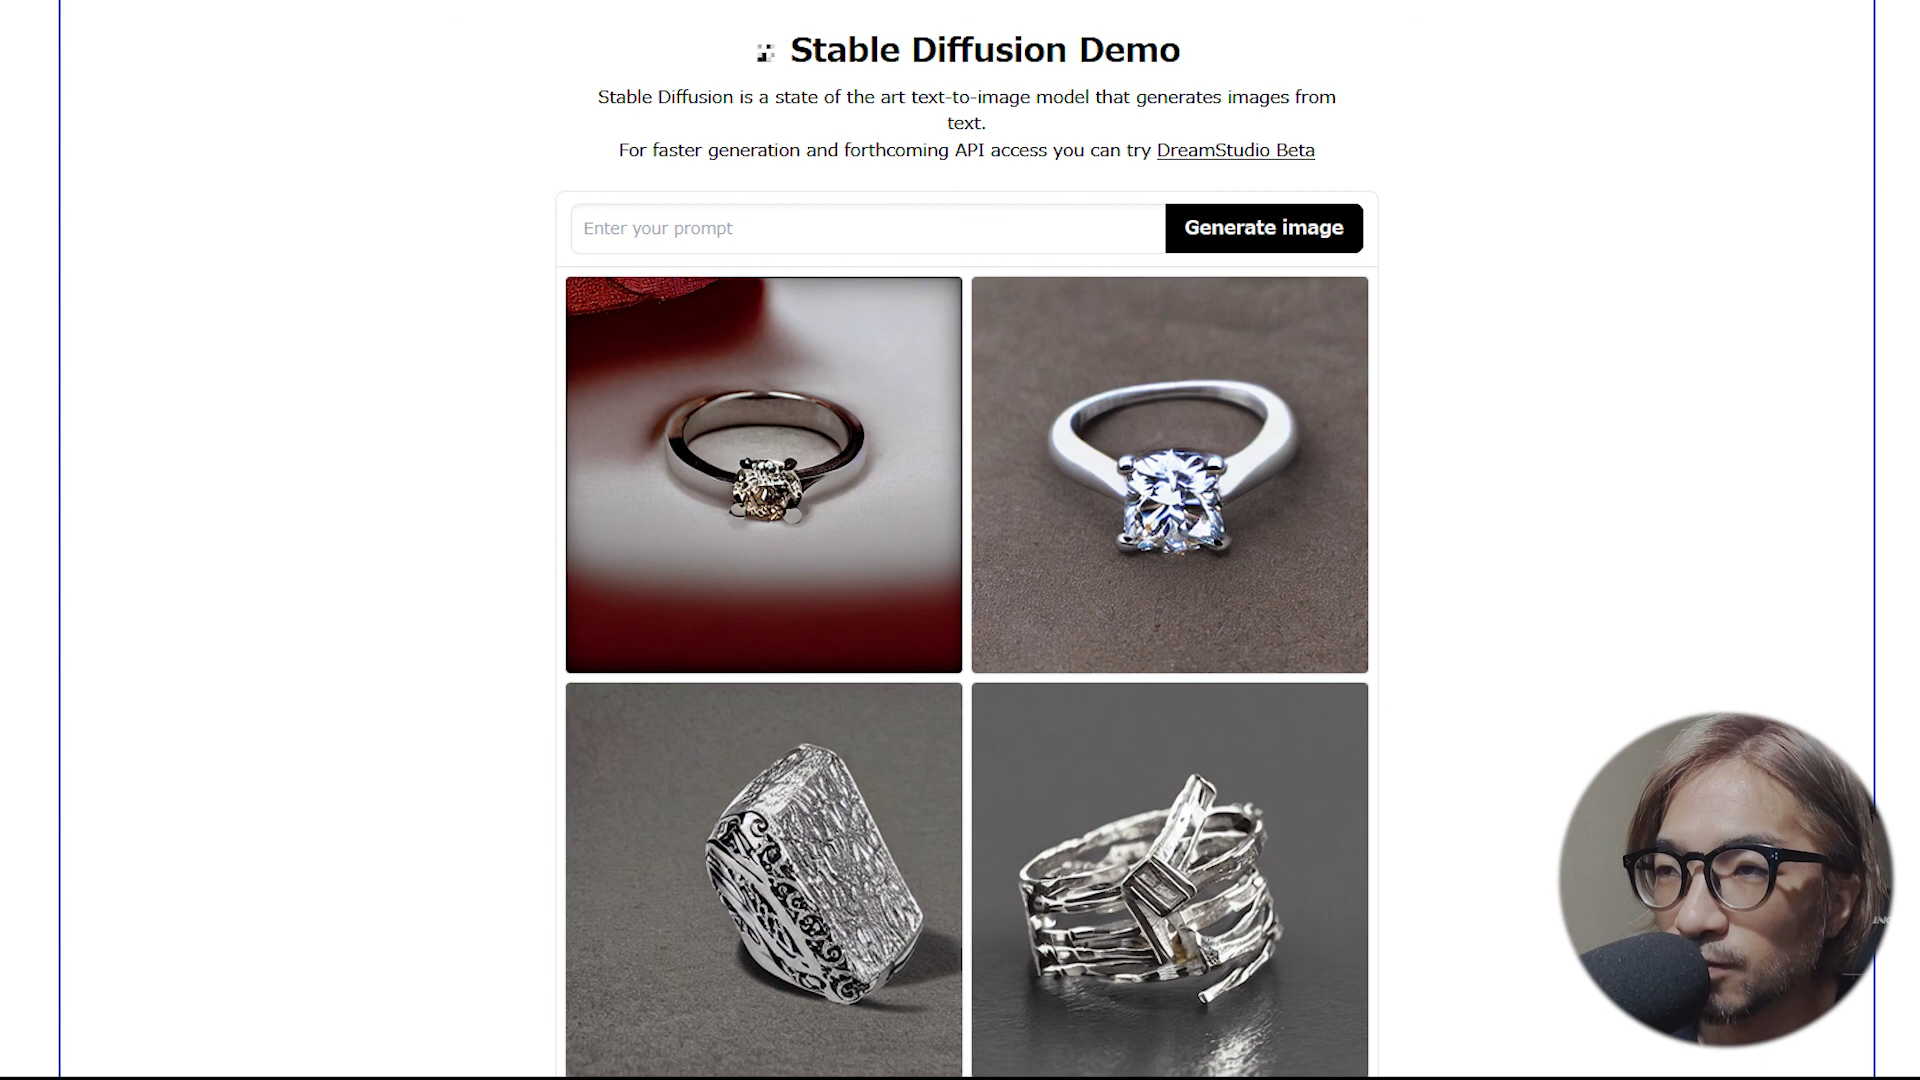 Stable Diffusion Demo
Stable Diffusion is a state of the art text-to-image model that generates images from
text.
For faster generation and forthcoming API access you can try DreamStudio Beta
Enter your prompt
Generate image